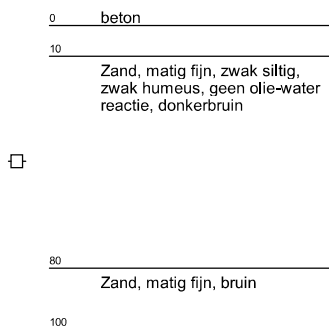 0 beton
10
Zand, matig fijn, zwak siltig,
zwak humeus, geen olie-water
reactie, donkerbruin
80
Zand, matig fijn, bruin
100